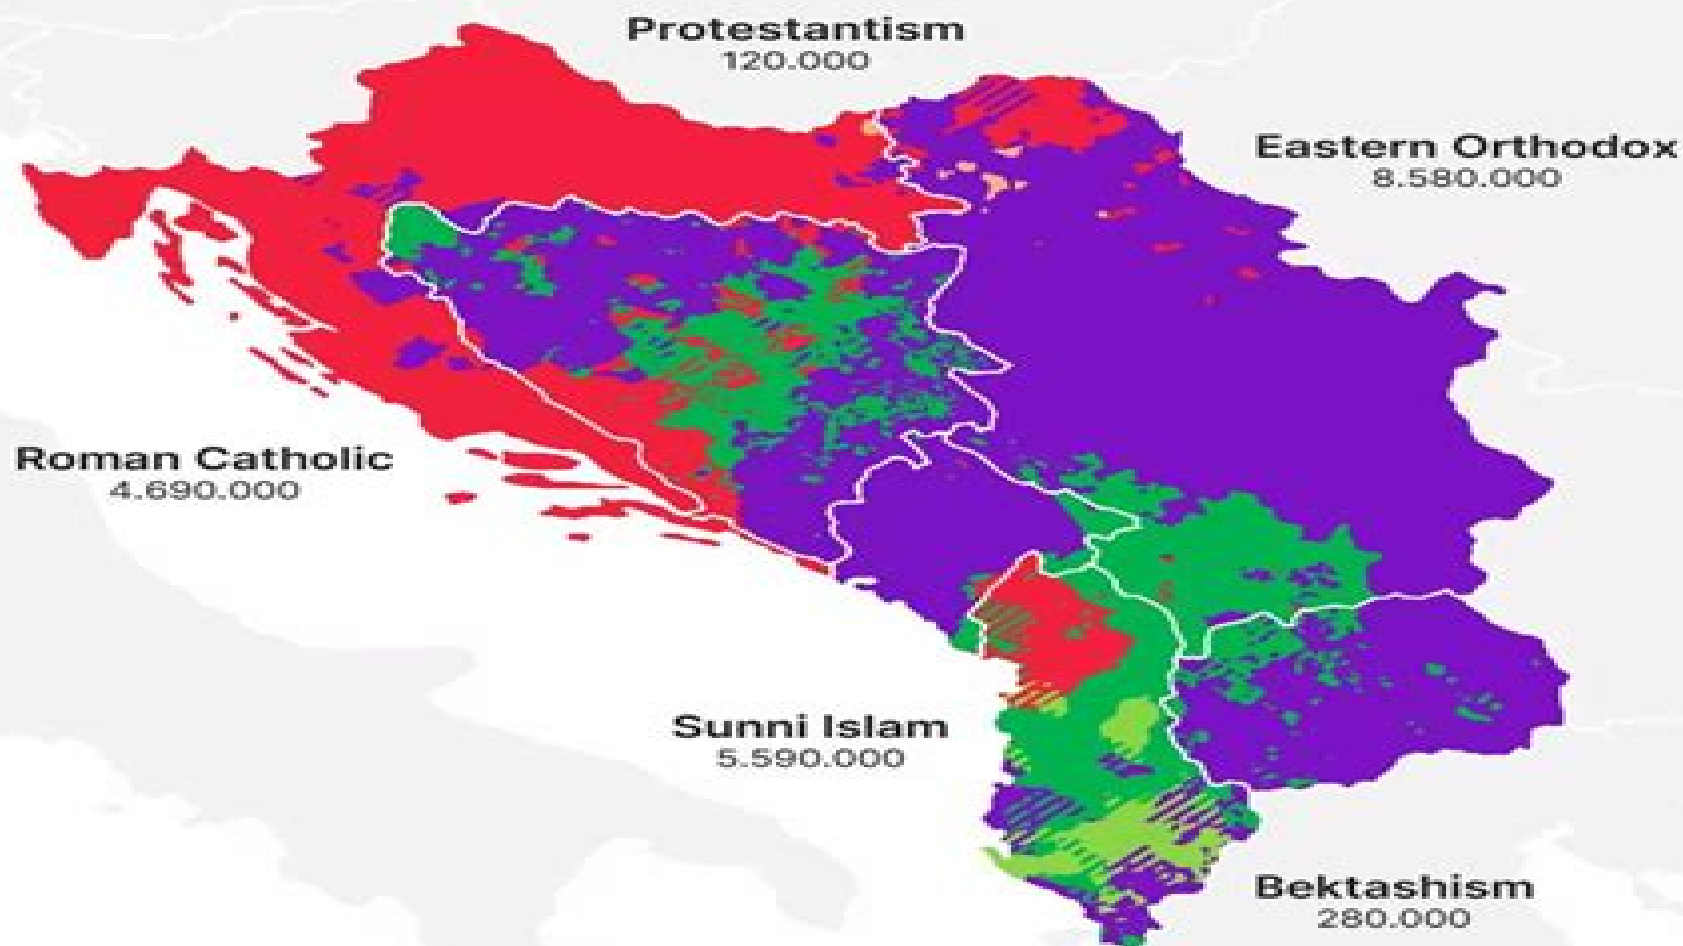 Protestantism
120.000
Eastern Orthodox
8.580.000
Roman Catholic
4.690.000
Sunni Islam
5.590.000
Bektashism
280.000